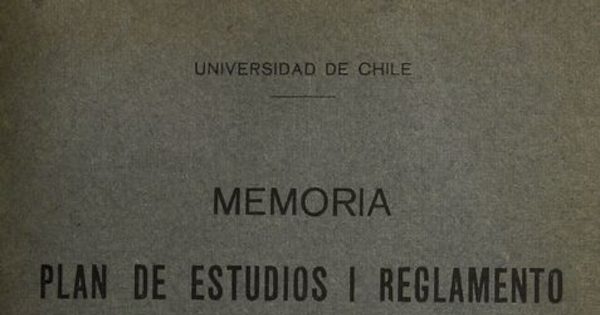 UNIVERSIDAD DE CHILE
MEMORIA
PLAN DE ESTUDIOS I REGLAMENTO